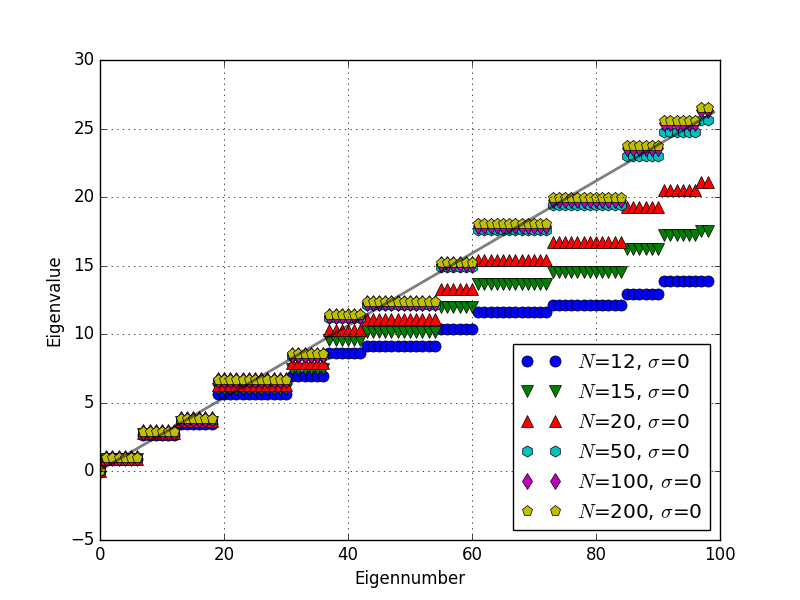 30
25
20
15
10
5
0
−5
Eigenvalue
N=12, σ=0
N=15, σ=0
N=20, σ=0
N=50, σ=0
N=100, σ=0
N=200, σ=0
0 20 40 60 80 100
Eigennumber